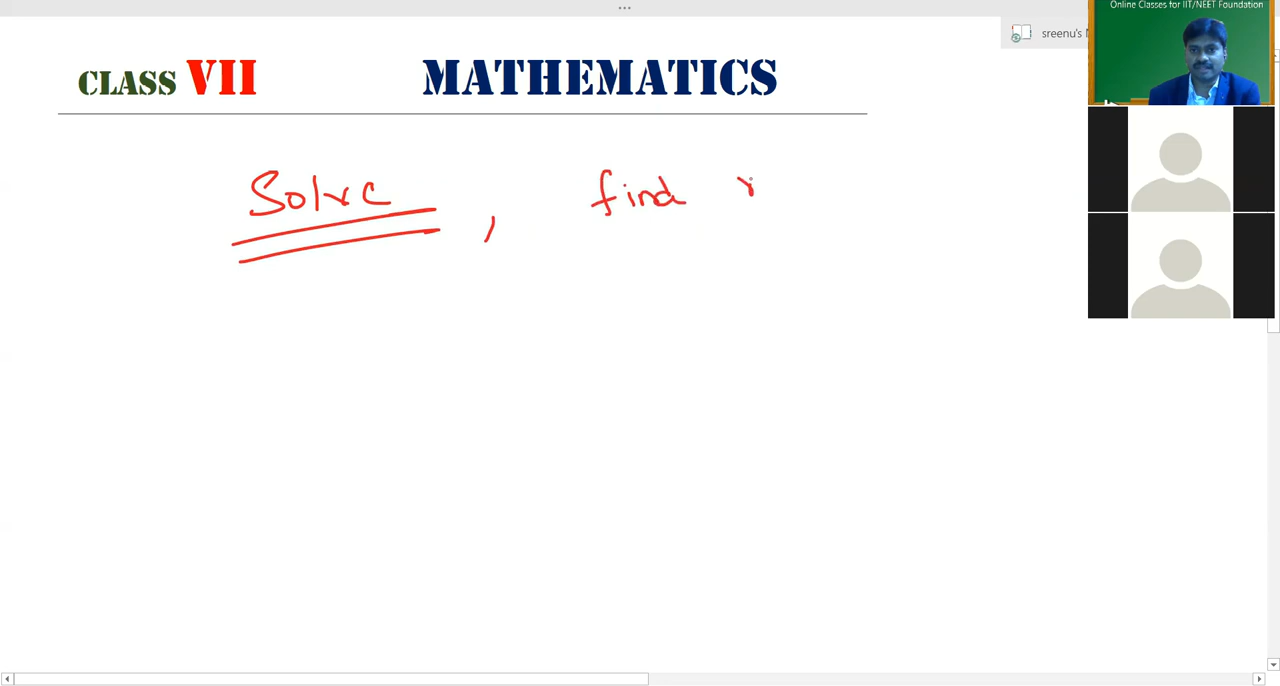 Online Classes for IIT/NEET Foundation
sreenu's
CLASS VII MATHEMATICS
Solve , find